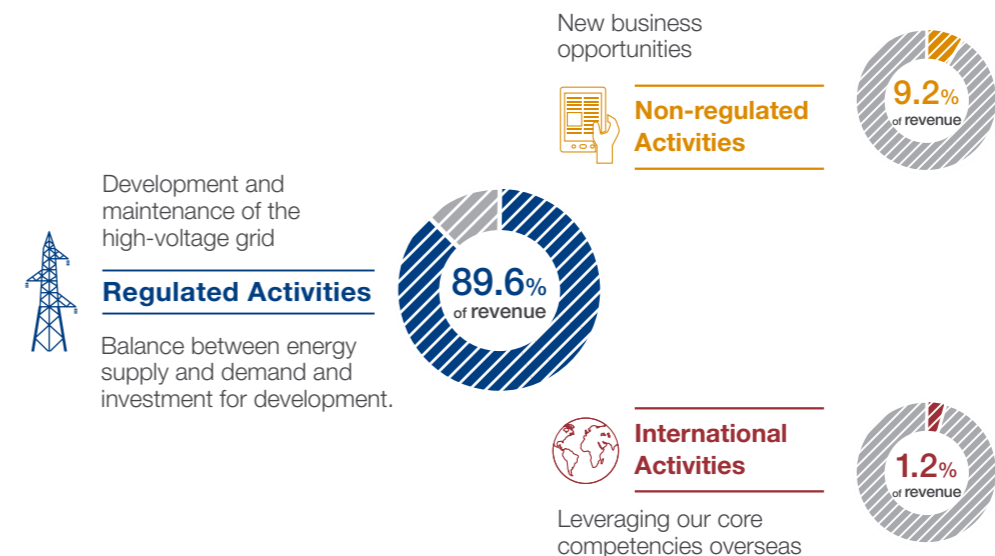 New business
opportunities
Non-regulated
Activities
9.2%
of revenue
Development and
maintenance of the
high-voltage grid
Regulated Activities
Balance between energy
supply and demand and
investment for development.
89.6%
of revenue
International
Activities
Leveraging our core
competencies overseas
1.2%
of revenue